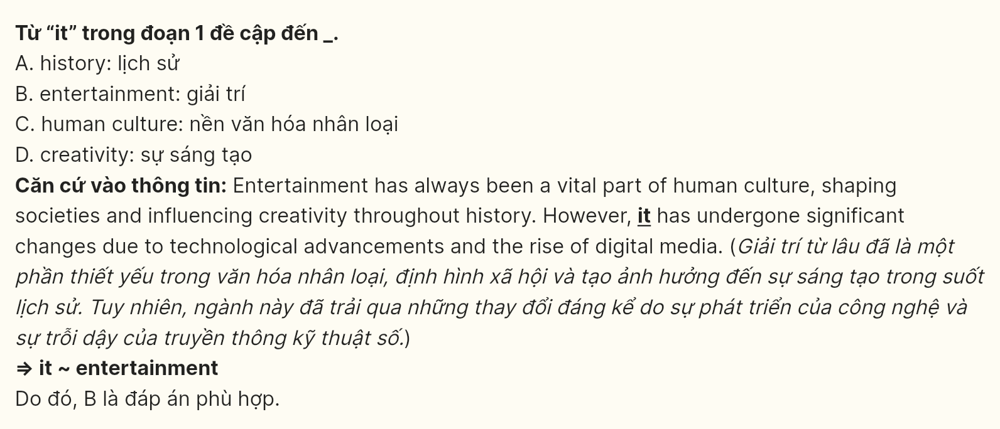 Từ “it” trong đoạn 1 đề cập đến _.
A. history: lịch sử
B. entertainment: giải trí
C. human culture: nền văn hóa nhân loại
D. creativity: sự sáng tạo
Căn cứ vào thông tin: Entertainment has always been a vital part of human culture, shaping
societies and influencing creativity throughout history. However, it has undergone significant
changes due to technological advancements and the rise of digital media. (Giải trí từ lâu đã là một
phần thiết yếu trong văn hóa nhân loại, định hình xã hội và tạo ảnh hưởng đến sự sáng tạo trong suốt
lịch sử. Tuy nhiên, ngành này đã trải qua những thay đổi đáng kể do sự phát triển của công nghệ và
sự trỗi dậy của truyền thông kỹ thuật số.)
⇒ it ~ entertainment
Do đó, B là đáp án phù hợp.